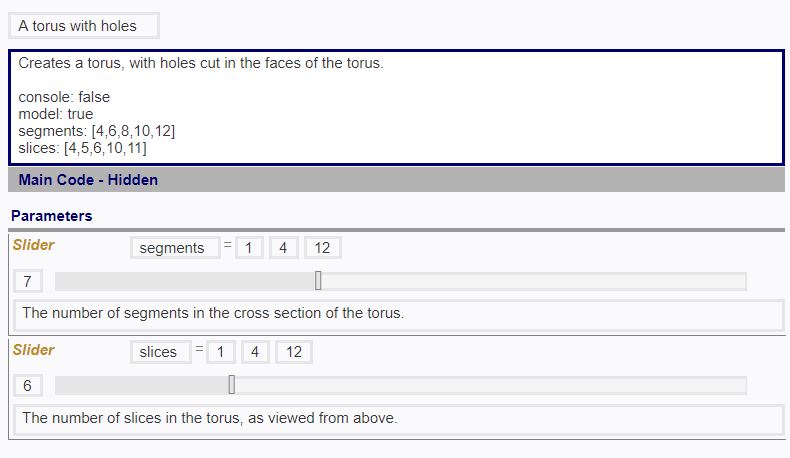 A torus with holes
Creates a torus, with holes cut in the faces of the torus.
console: false
model: true
segments: [4,6,8,10,12]
slices: [4,5,6,10,11]
Main Code - Hidden
Parameters
Slider segments = 1 4 12
7
The number of segments in the cross section of the torus.
Slider slices = 1 4 12
6
The number of slices in the torus, as viewed from above.